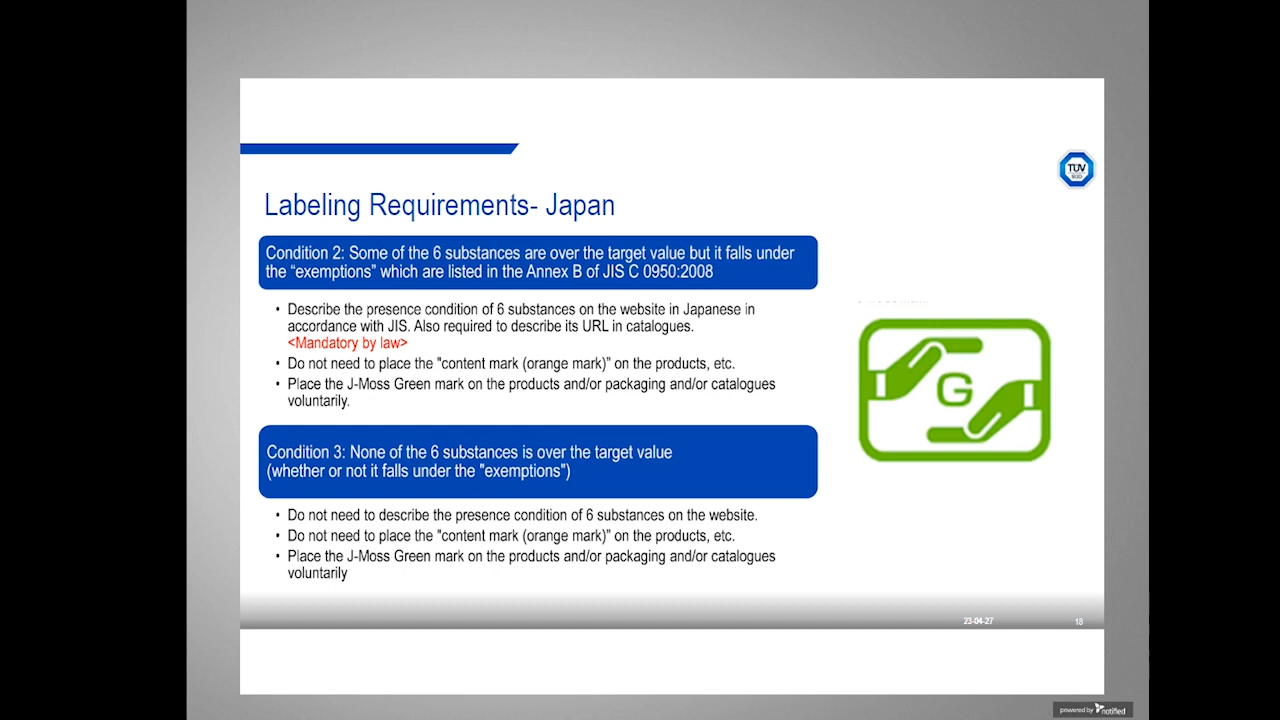 TÜV
SÜD
Labeling Requirements- Japan
Condition 2: Some of the 6 substances are over the target value but it falls under
the “exemptions” which are listed in the Annex B of JIS C 0950:2008
• Describe the presence condition of 6 substances on the website in Japanese in
accordance with JIS. Also required to describe its URL in catalogues.
<Mandatory by law>
• Do not need to place the "content mark (orange mark)” on the products, etc.
• Place the J-Moss Green mark on the products and/or packaging and/or catalogues
voluntarily.
G
Condition 3: None of the 6 substances is over the target value
(whether or not it falls under the "exemptions")
• Do not need to describe the presence condition of 6 substances on the website.
• Do not need to place the "content mark (orange mark)” on the products, etc.
• Place the J-Moss Green mark on the products and/or packaging and/or catalogues
voluntarily
23-04-27
18
powered by notified